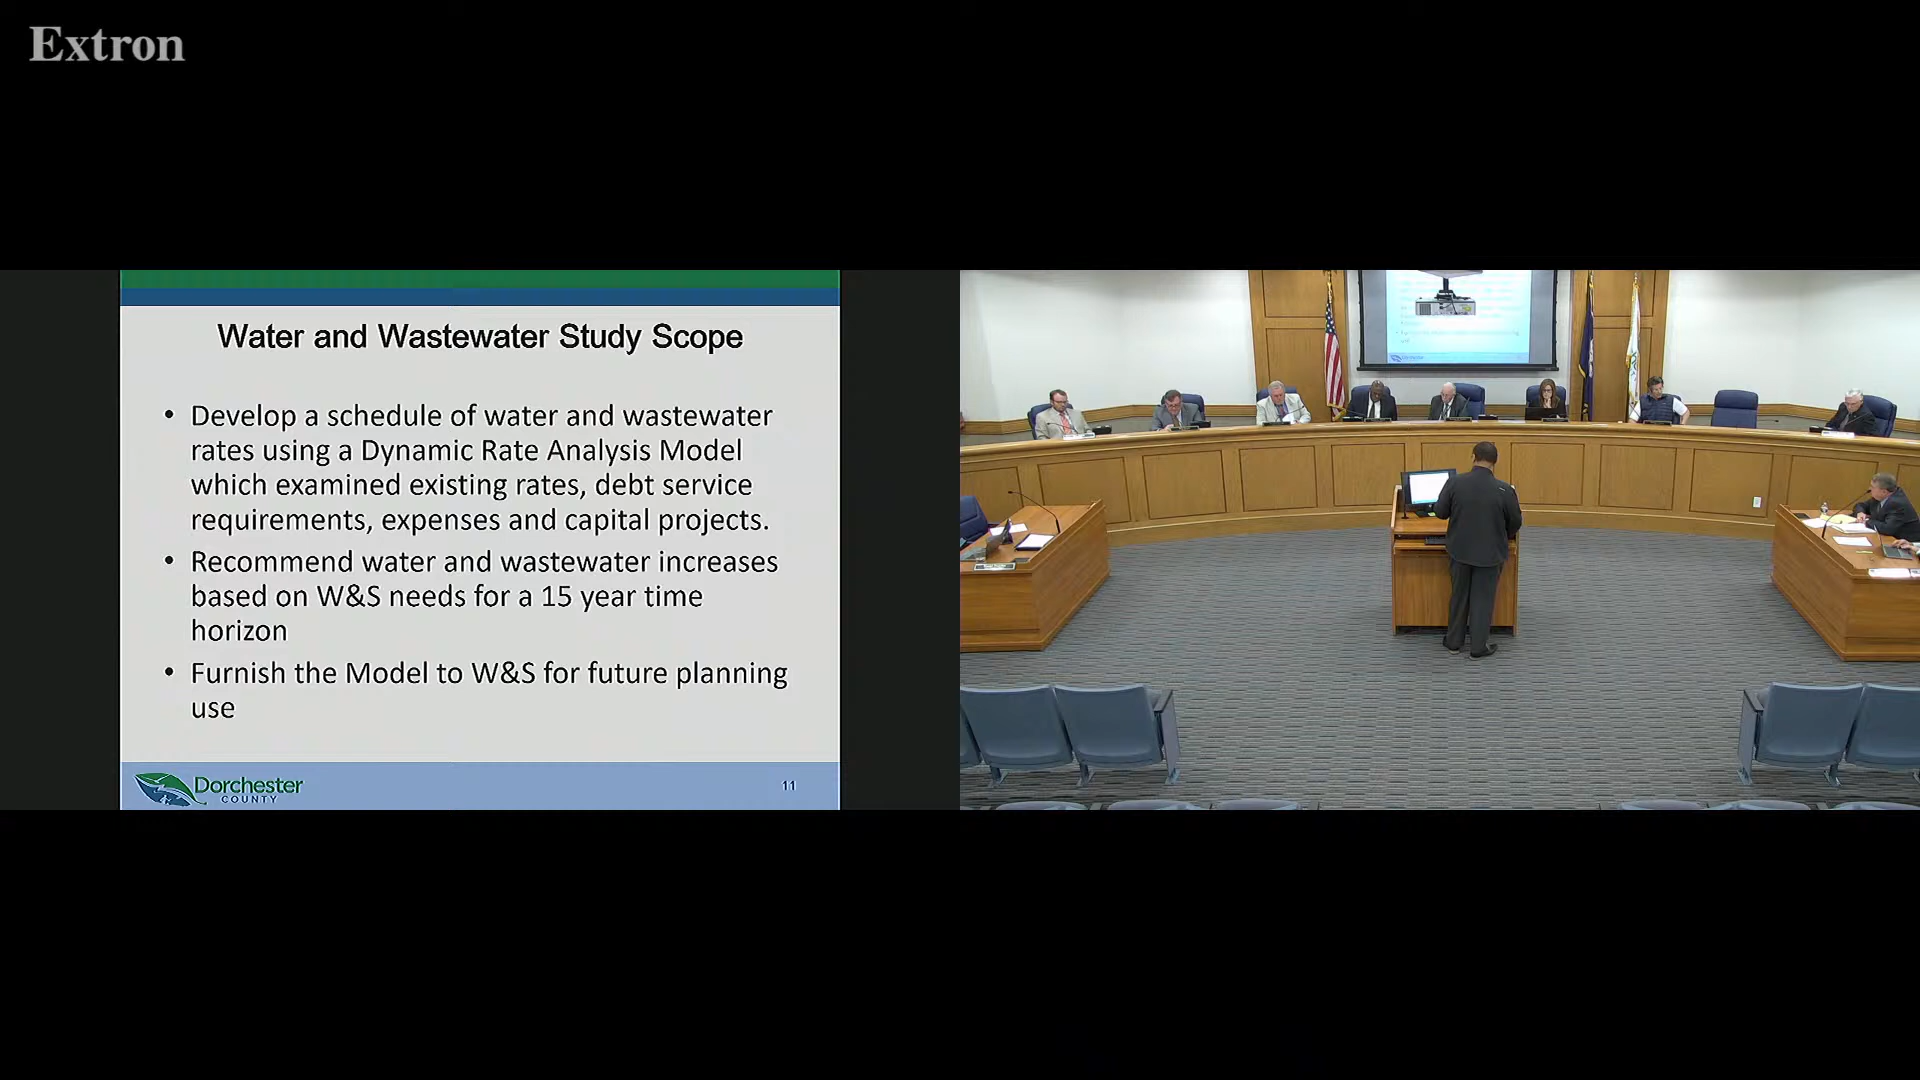 Extron
Water and Wastewater Study Scope
• Develop a schedule of water and wastewater
rates using a Dynamic Rate Analysis Model
which examined existing rates, debt service
requirements, expenses and capital projects.
• Recommend water and wastewater increases
based on W&S needs for a 15 year time
horizon
• Furnish the Model to W&S for future planning
use
Dorchester
COUNTY
11